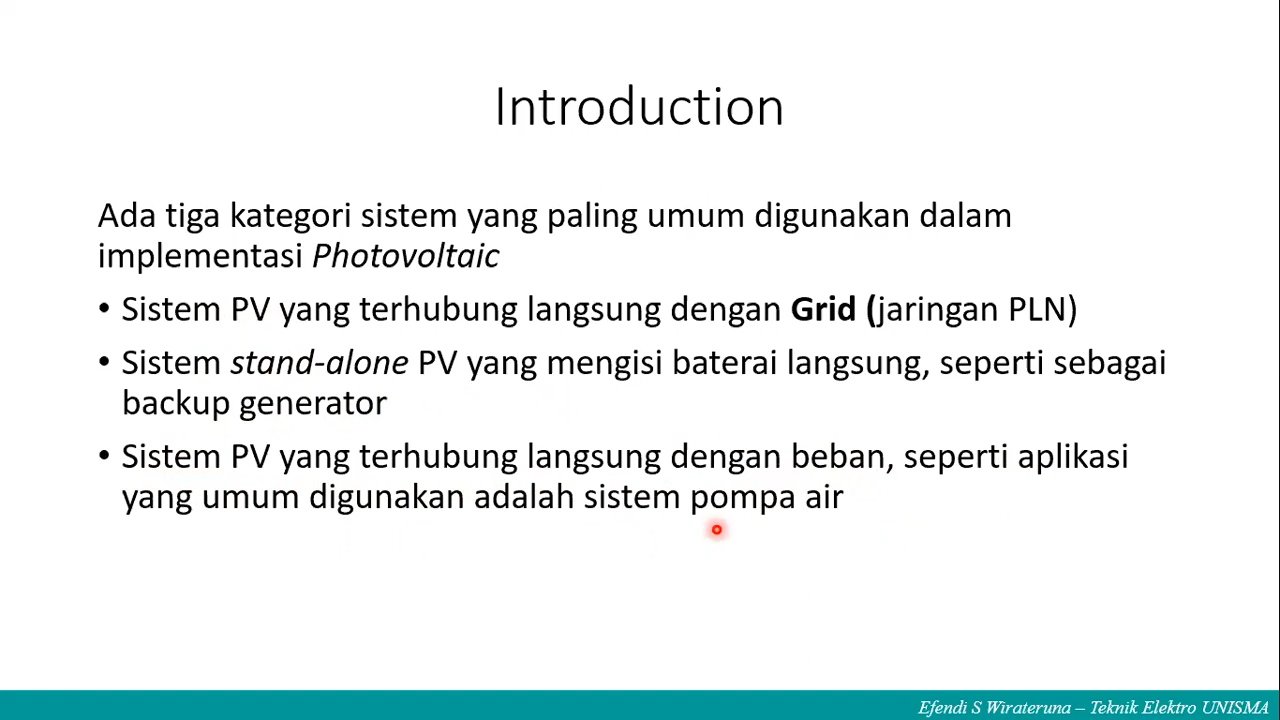 Introduction
Ada tiga kategori sistem yang paling umum digunakan dalam
implementasi Photovoltaic
• Sistem PV yang terhubung langsung dengan Grid (jaringan PLN)
• Sistem stand-alone PV yang mengisi baterai langsung, seperti sebagai
backup generator
• Sistem PV yang terhubung langsung dengan beban, seperti aplikasi
yang umum digunakan adalah sistem pompa air
Efendi S Wirateruna – Teknik Elektro UNISMA